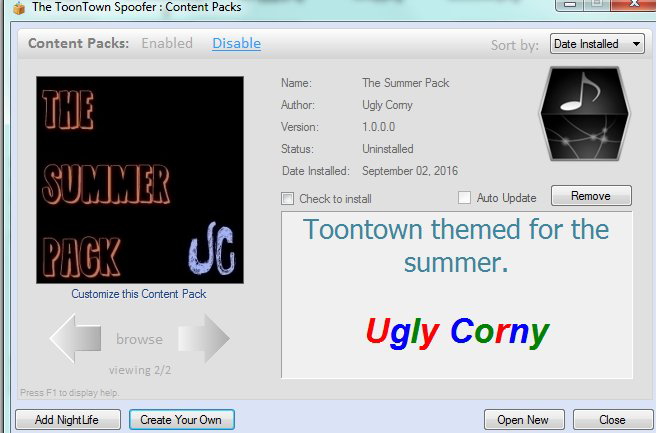 The ToonTown Spoofer : Content Packs
Content Packs: Enabled Disable
Sort by: Date Installed
THE
SUMMER
PACK
UC
Customize this Content Pack
browse
viewing 2/2
Press F1 to display help.
Name: The Summer Pack
Author: Ugly Corny
Version: 1.0.0.0
Status: Uninstalled
Date Installed: September 02, 2016
Check to install
Auto Update
Remove
Toontown themed for the
summer.
Ugly Corny
Add NightLife
Create Your Own
Open New
Close